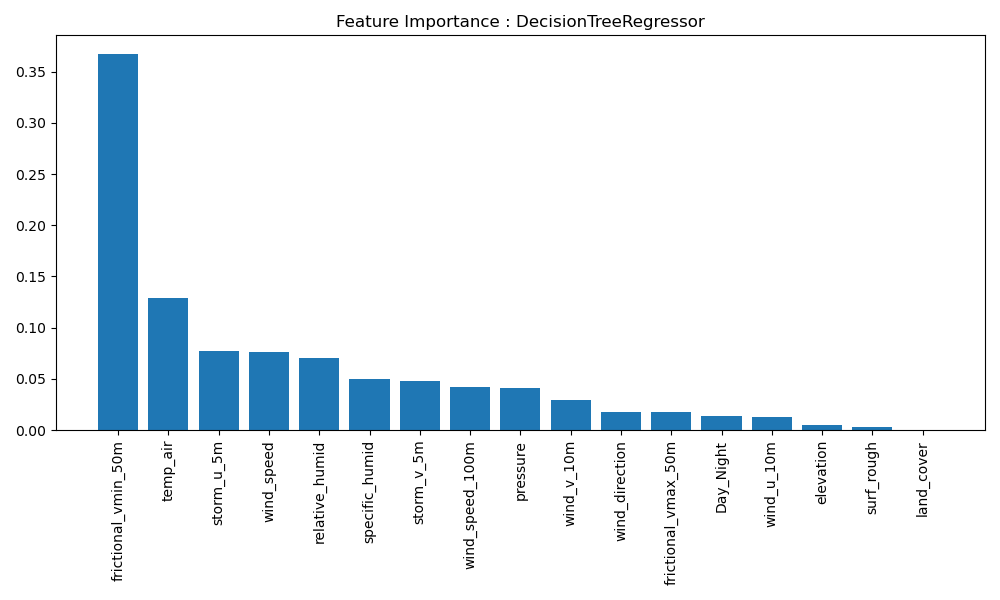 Feature Importance : DecisionTreeRegressor
0.35
0.30
0.25
0.20
0.15
0.10
0.05
0.00
frictional_vmin_50m
temp_air
storm_u_5m
wind_speed
relative_humid
specific_humid
storm_v_5m
wind_speed_100m
pressure
wind_v_10m
wind_direction
frictional_vmax_50m
Day_Night
wind_u_10m
elevation
surf_rough
land_cover